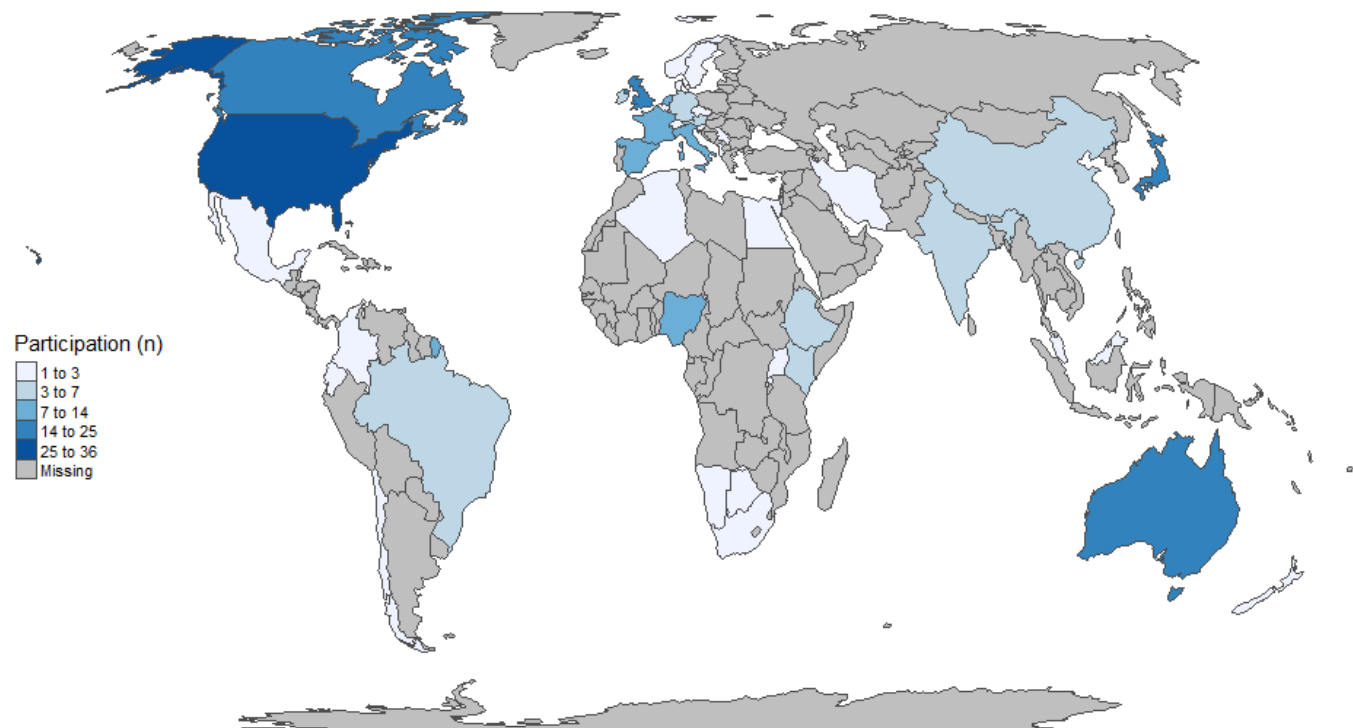 Participation (n)
1 to 3
3 to 7
7 to 14
14 to 25
25 to 36
Missing